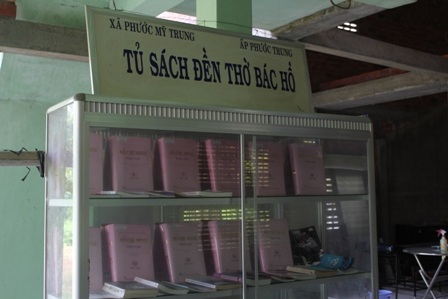 XÃ PHƯỚC MỸ TRUNG
ẤP PHƯỚC TRUNG
TỦ SÁCH ĐỀN THỜ BÁC HỒ